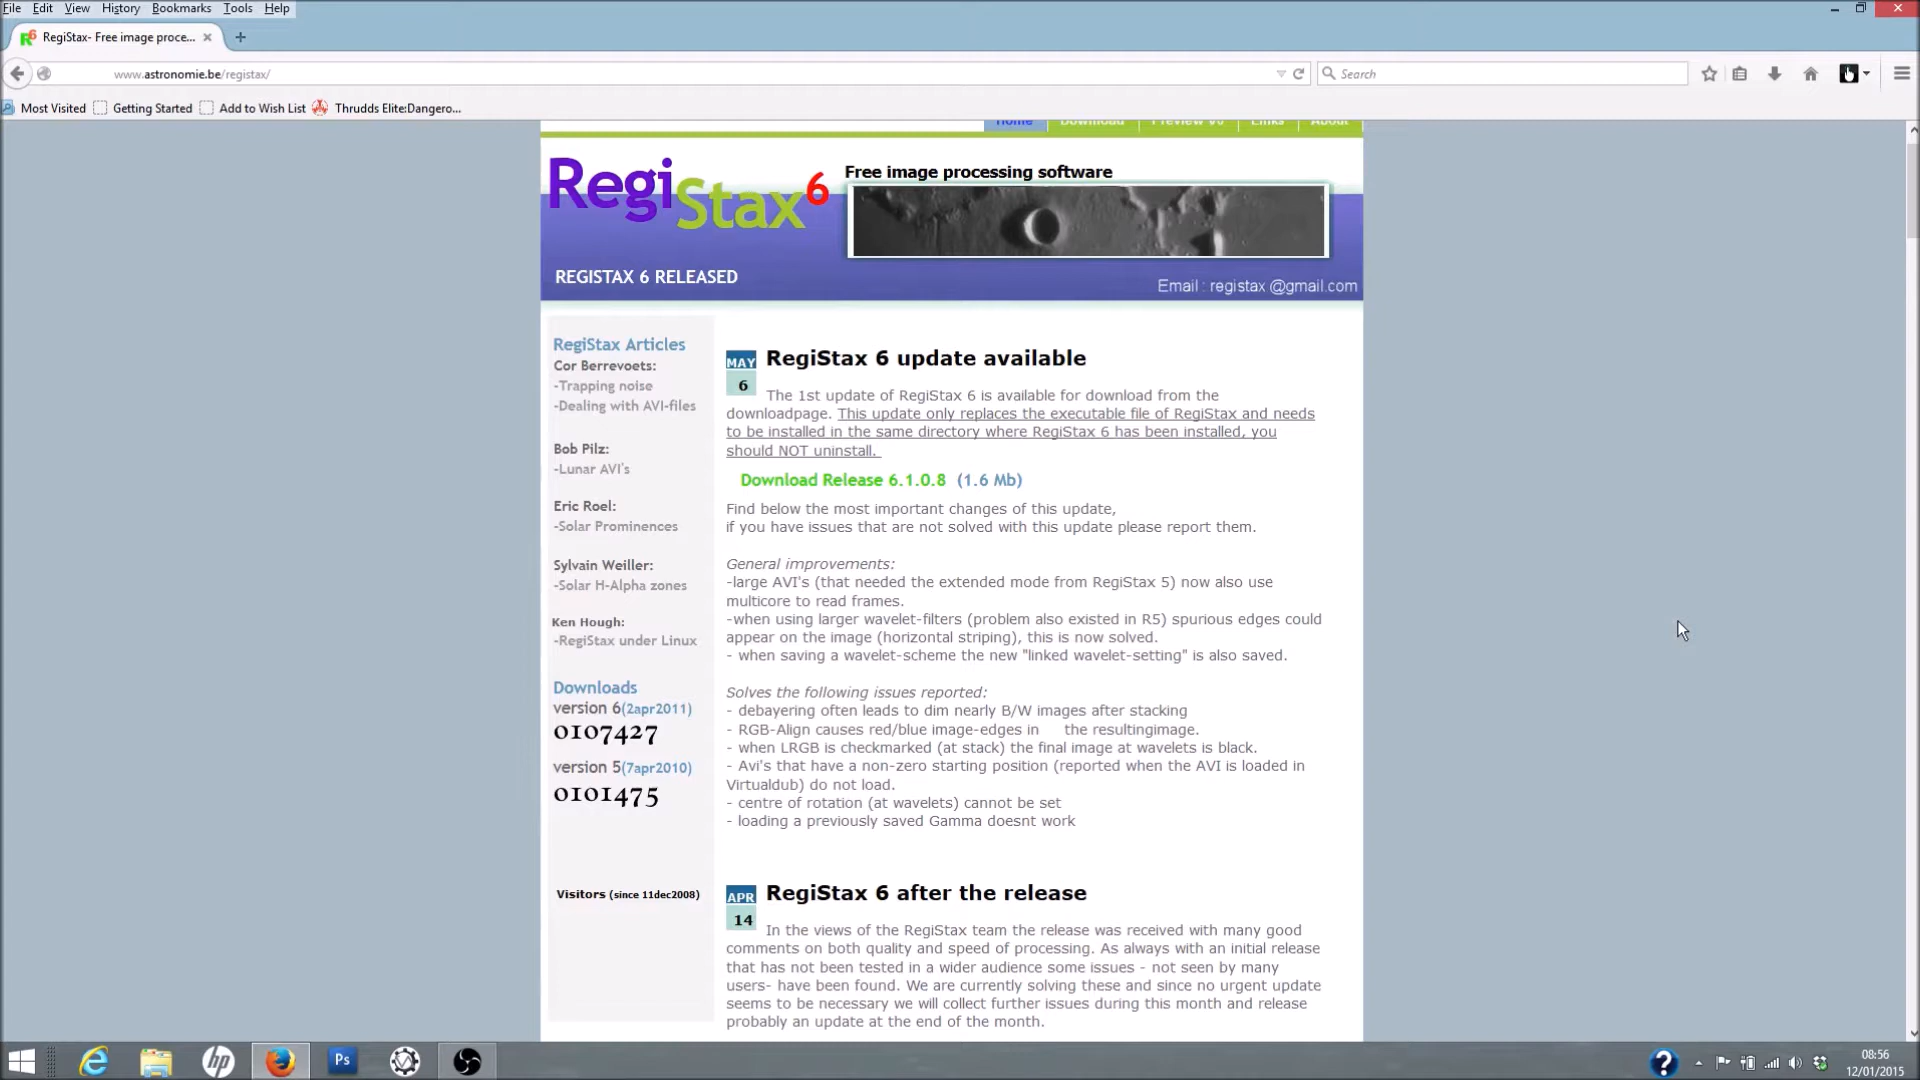 File Edit View History Bookmarks Tools Help
RegiStax- Free image proce...
www.astronomie.be/registax/
Search
Most Visited Getting Started Add to Wish List Thrudds Elite:Dangero...
Home Download Preview V6 Links About
RegiStax6
Free image processing software
REGISTAX 6 RELEASED
Email : registax @gmail.com
RegiStax Articles
Cor Berrevoets:
-Trapping noise
-Dealing with AVI-files
Bob Pilz:
-Lunar AVI's
Eric Roel:
-Solar Prominences
Sylvain Weiller:
-Solar H-Alpha zones
Ken Hough:
-RegiStax under Linux
Downloads
version 6(2apr2011)
0107427
version 5(7apr2010)
0101475
Visitors (since 11dec2008)
MAY
6
RegiStax 6 update available
The 1st update of RegiStax 6 is available for download from the
downloadpage. This update only replaces the executable file of RegiStax and needs
to be installed in the same directory where RegiStax 6 has been installed, you
should NOT uninstall.
Download Release 6.1.0.8 (1.6 Mb)
Find below the most important changes of this update,
if you have issues that are not solved with this update please report them.
General improvements:
-large AVI's (that needed the extended mode from RegiStax 5) now also use
multicore to read frames.
-when using larger wavelet-filters (problem also existed in R5) spurious edges could
appear on the image (horizontal striping), this is now solved.
- when saving a wavelet-scheme the new "linked wavelet-setting" is also saved.
Solves the following issues reported:
- debayering often leads to dim nearly B/W images after stacking
- RGB-Align causes red/blue image-edges in the resultingimage.
- when LRGB is checkmarked (at stack) the final image at wavelets is black.
- Avi's that have a non-zero starting position (reported when the AVI is loaded in
Virtualdub) do not load.
- centre of rotation (at wavelets) cannot be set
- loading a previously saved Gamma doesnt work
APR
14
RegiStax 6 after the release
In the views of the RegiStax team the release was received with many good
comments on both quality and speed of processing. As always with an initial release
that has not been tested in a wider audience some issues - not seen by many
users- have been found. We are currently solving these and since no urgent update
seems to be necessary we will collect further issues during this month and release
probably an update at the end of the month.
hp
Ps
08:56
12/01/2015